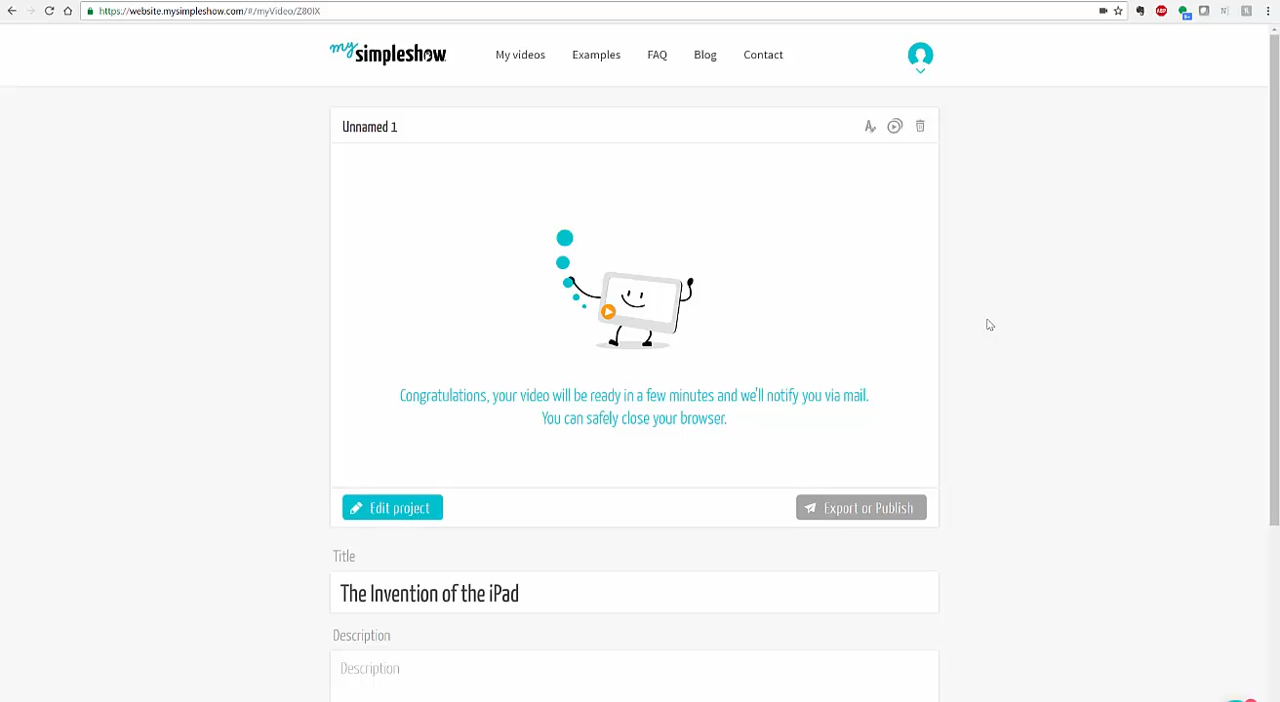 https://website.mysimpleshow.com/#/myVideo/Z80IX
my simpleshow
My videos
Examples
FAQ
Blog
Contact
Unnamed 1
Congratulations, your video will be ready in a few minutes and we'll notify you via mail.
You can safely close your browser.
Edit project
Export or Publish
Title
The Invention of the iPad
Description
Description